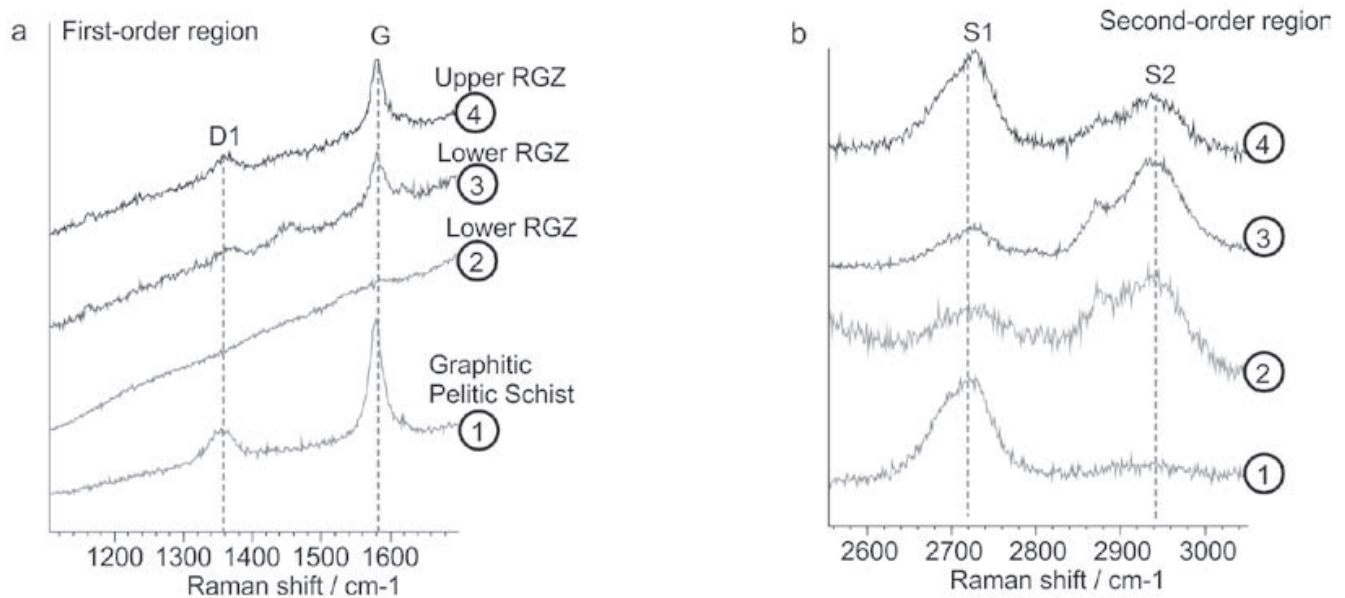 a First-order region
G
Upper RGZ
4
D1
Lower RGZ
3
Lower RGZ
2
Graphitic
Pelitic Schist
1
1200 1300 1400 1500 1600
Raman shift / cm-1
b Second-order region
S1
S2
4
3
2
1
2600 2700 2800 2900 3000
Raman shift / cm-1